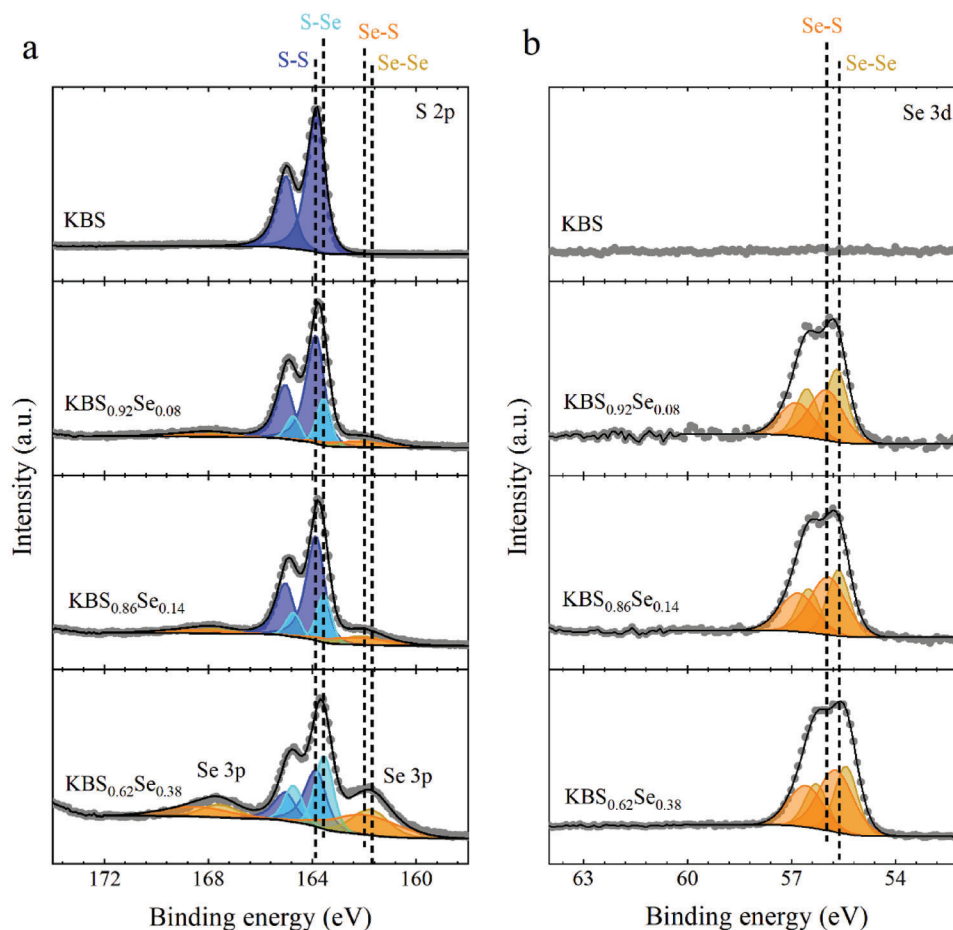 a
S-Se
Se-S
S-S
Se-Se
S 2p
KBS
KBS0.92Se0.08
KBS0.86Se0.14
Se 3p
Se 3p
KBS0.62Se0.38
Intensity (a.u.)
172 168 164 160
Binding energy (eV)
b
Se-S
Se-Se
Se 3d
KBS
KBS0.92Se0.08
KBS0.86Se0.14
KBS0.62Se0.38
Intensity (a.u.)
63 60 57 54
Binding energy (eV)